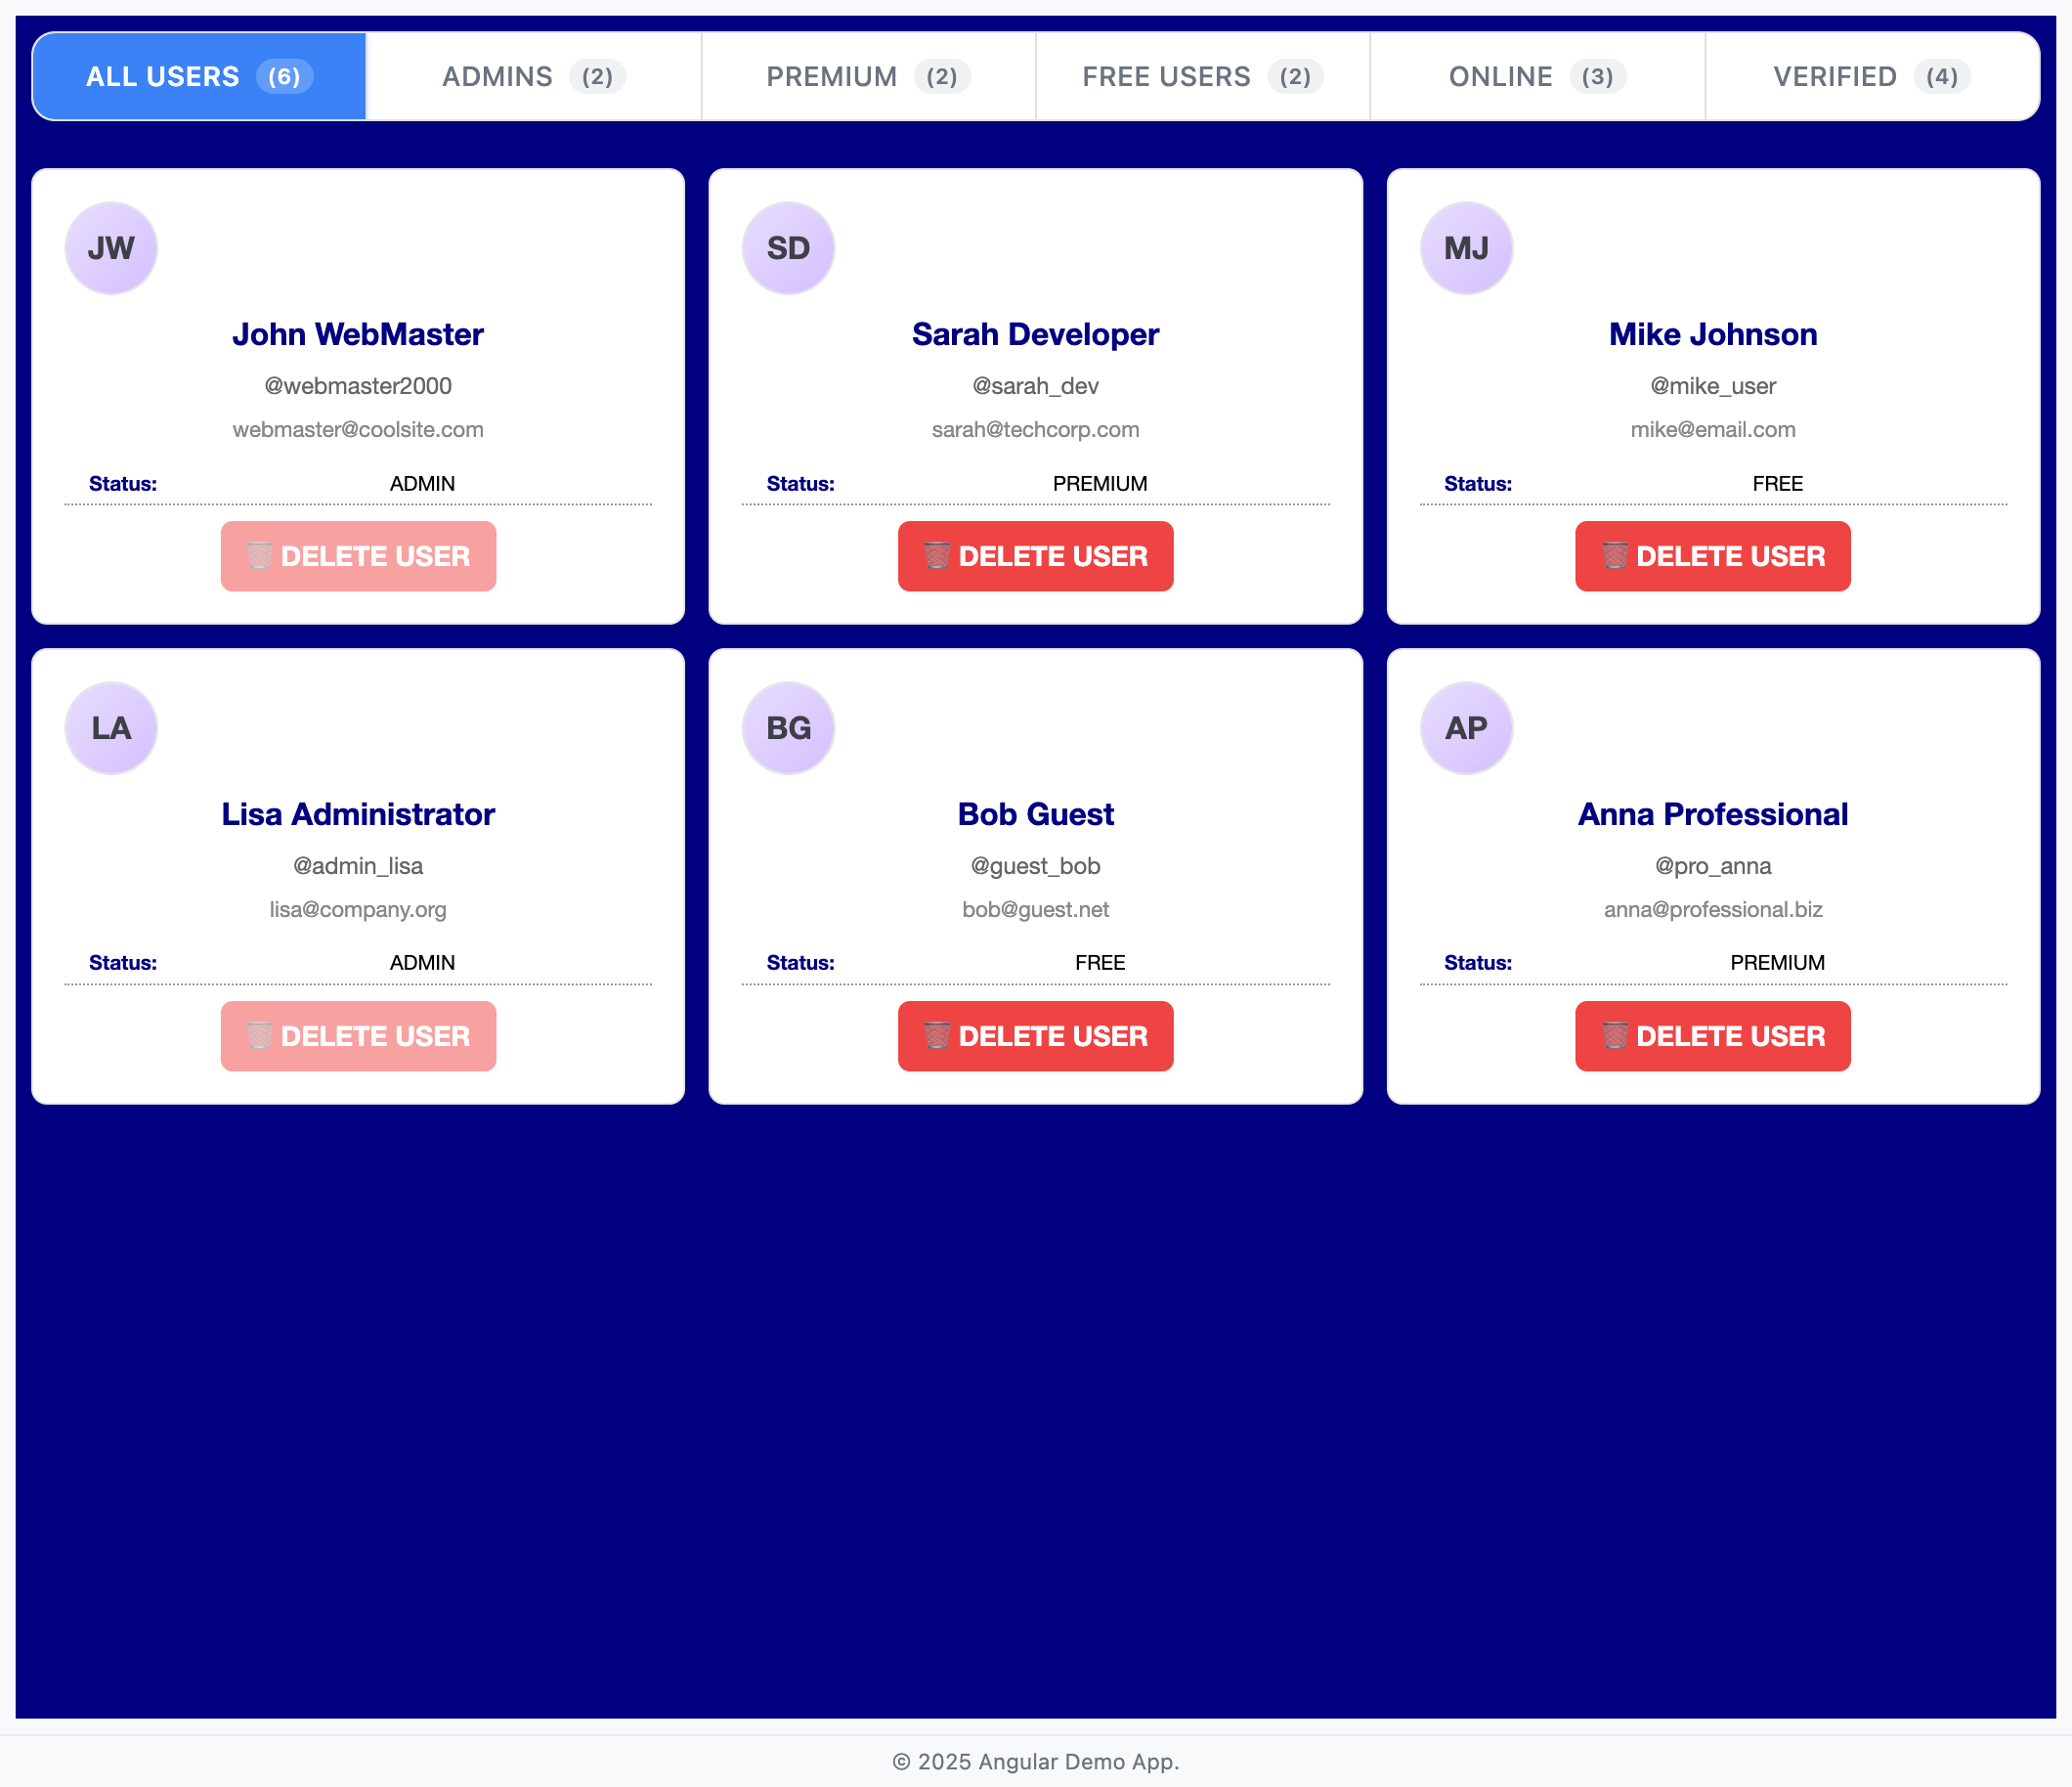 ALL USERS (6) ADMINS (2) PREMIUM (2) FREE USERS (2) ONLINE (3) VERIFIED (4)
JW
John WebMaster
@webmaster2000
webmaster@coolsite.com
Status: ADMIN
🗑️ DELETE USER
SD
Sarah Developer
@sarah_dev
sarah@techcorp.com
Status: PREMIUM
🗑️ DELETE USER
MJ
Mike Johnson
@mike_user
mike@email.com
Status: FREE
🗑️ DELETE USER
LA
Lisa Administrator
@admin_lisa
lisa@company.org
Status: ADMIN
🗑️ DELETE USER
BG
Bob Guest
@guest_bob
bob@guest.net
Status: FREE
🗑️ DELETE USER
AP
Anna Professional
@pro_anna
anna@professional.biz
Status: PREMIUM
🗑️ DELETE USER
© 2025 Angular Demo App.